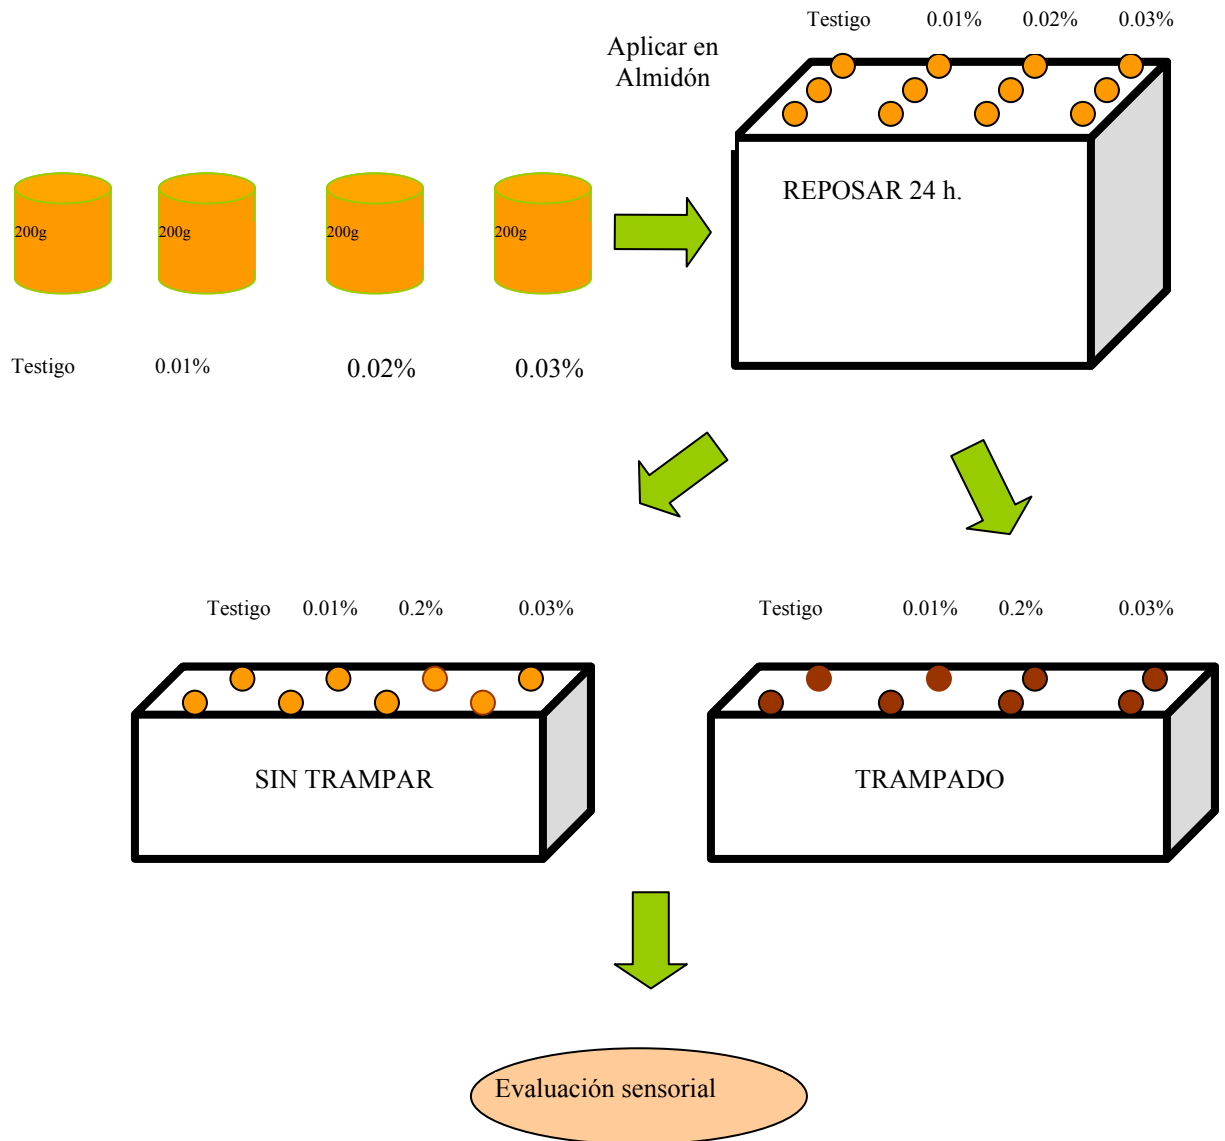 Testigo 0.01% 0.02% 0.03%
Aplicar en
Almidón
REPOSAR 24 h.
200g 200g 200g 200g
Testigo 0.01% 0.02% 0.03%
Testigo 0.01% 0.2% 0.03%
Testigo 0.01% 0.2% 0.03%
SIN TRAMPAR
TRAMPADO
Evaluación sensorial